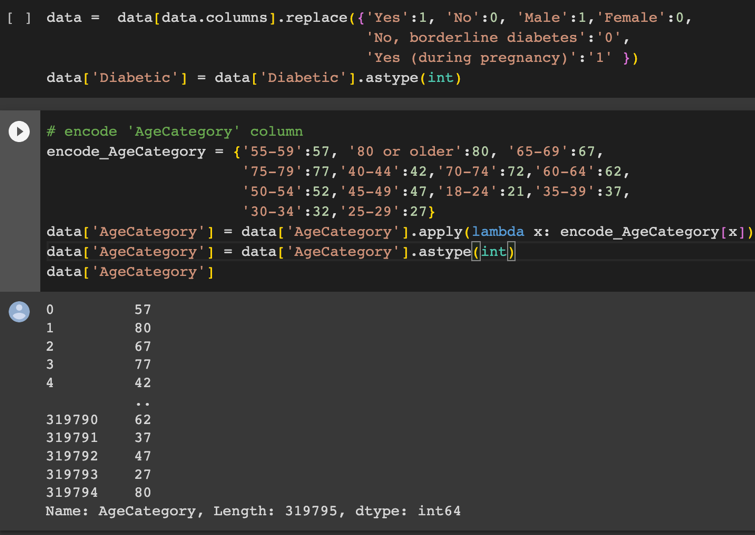 [ ] data =  data[data.columns].replace({'Yes':1, 'No':0, 'Male':1,'Female':0,
'No, borderline diabetes':'0',
'Yes (during pregnancy)':'1' })
data['Diabetic'] = data['Diabetic'].astype(int)
# encode 'AgeCategory' column
encode_AgeCategory = {'55-59':57, '80 or older':80, '65-69':67,
'75-79':77,'40-44':42,'70-74':72,'60-64':62,
'50-54':52,'45-49':47,'18-24':21,'35-39':37,
'30-34':32,'25-29':27}
data['AgeCategory'] = data['AgeCategory'].apply(lambda x: encode_AgeCategory[x])
data['AgeCategory'] = data['AgeCategory'].astype(int)
data['AgeCategory']
0 57
1 80
2 67
3 77
4 42
..
319790 62
319791 37
319792 47
319793 27
319794 80
Name: AgeCategory, Length: 319795, dtype: int64